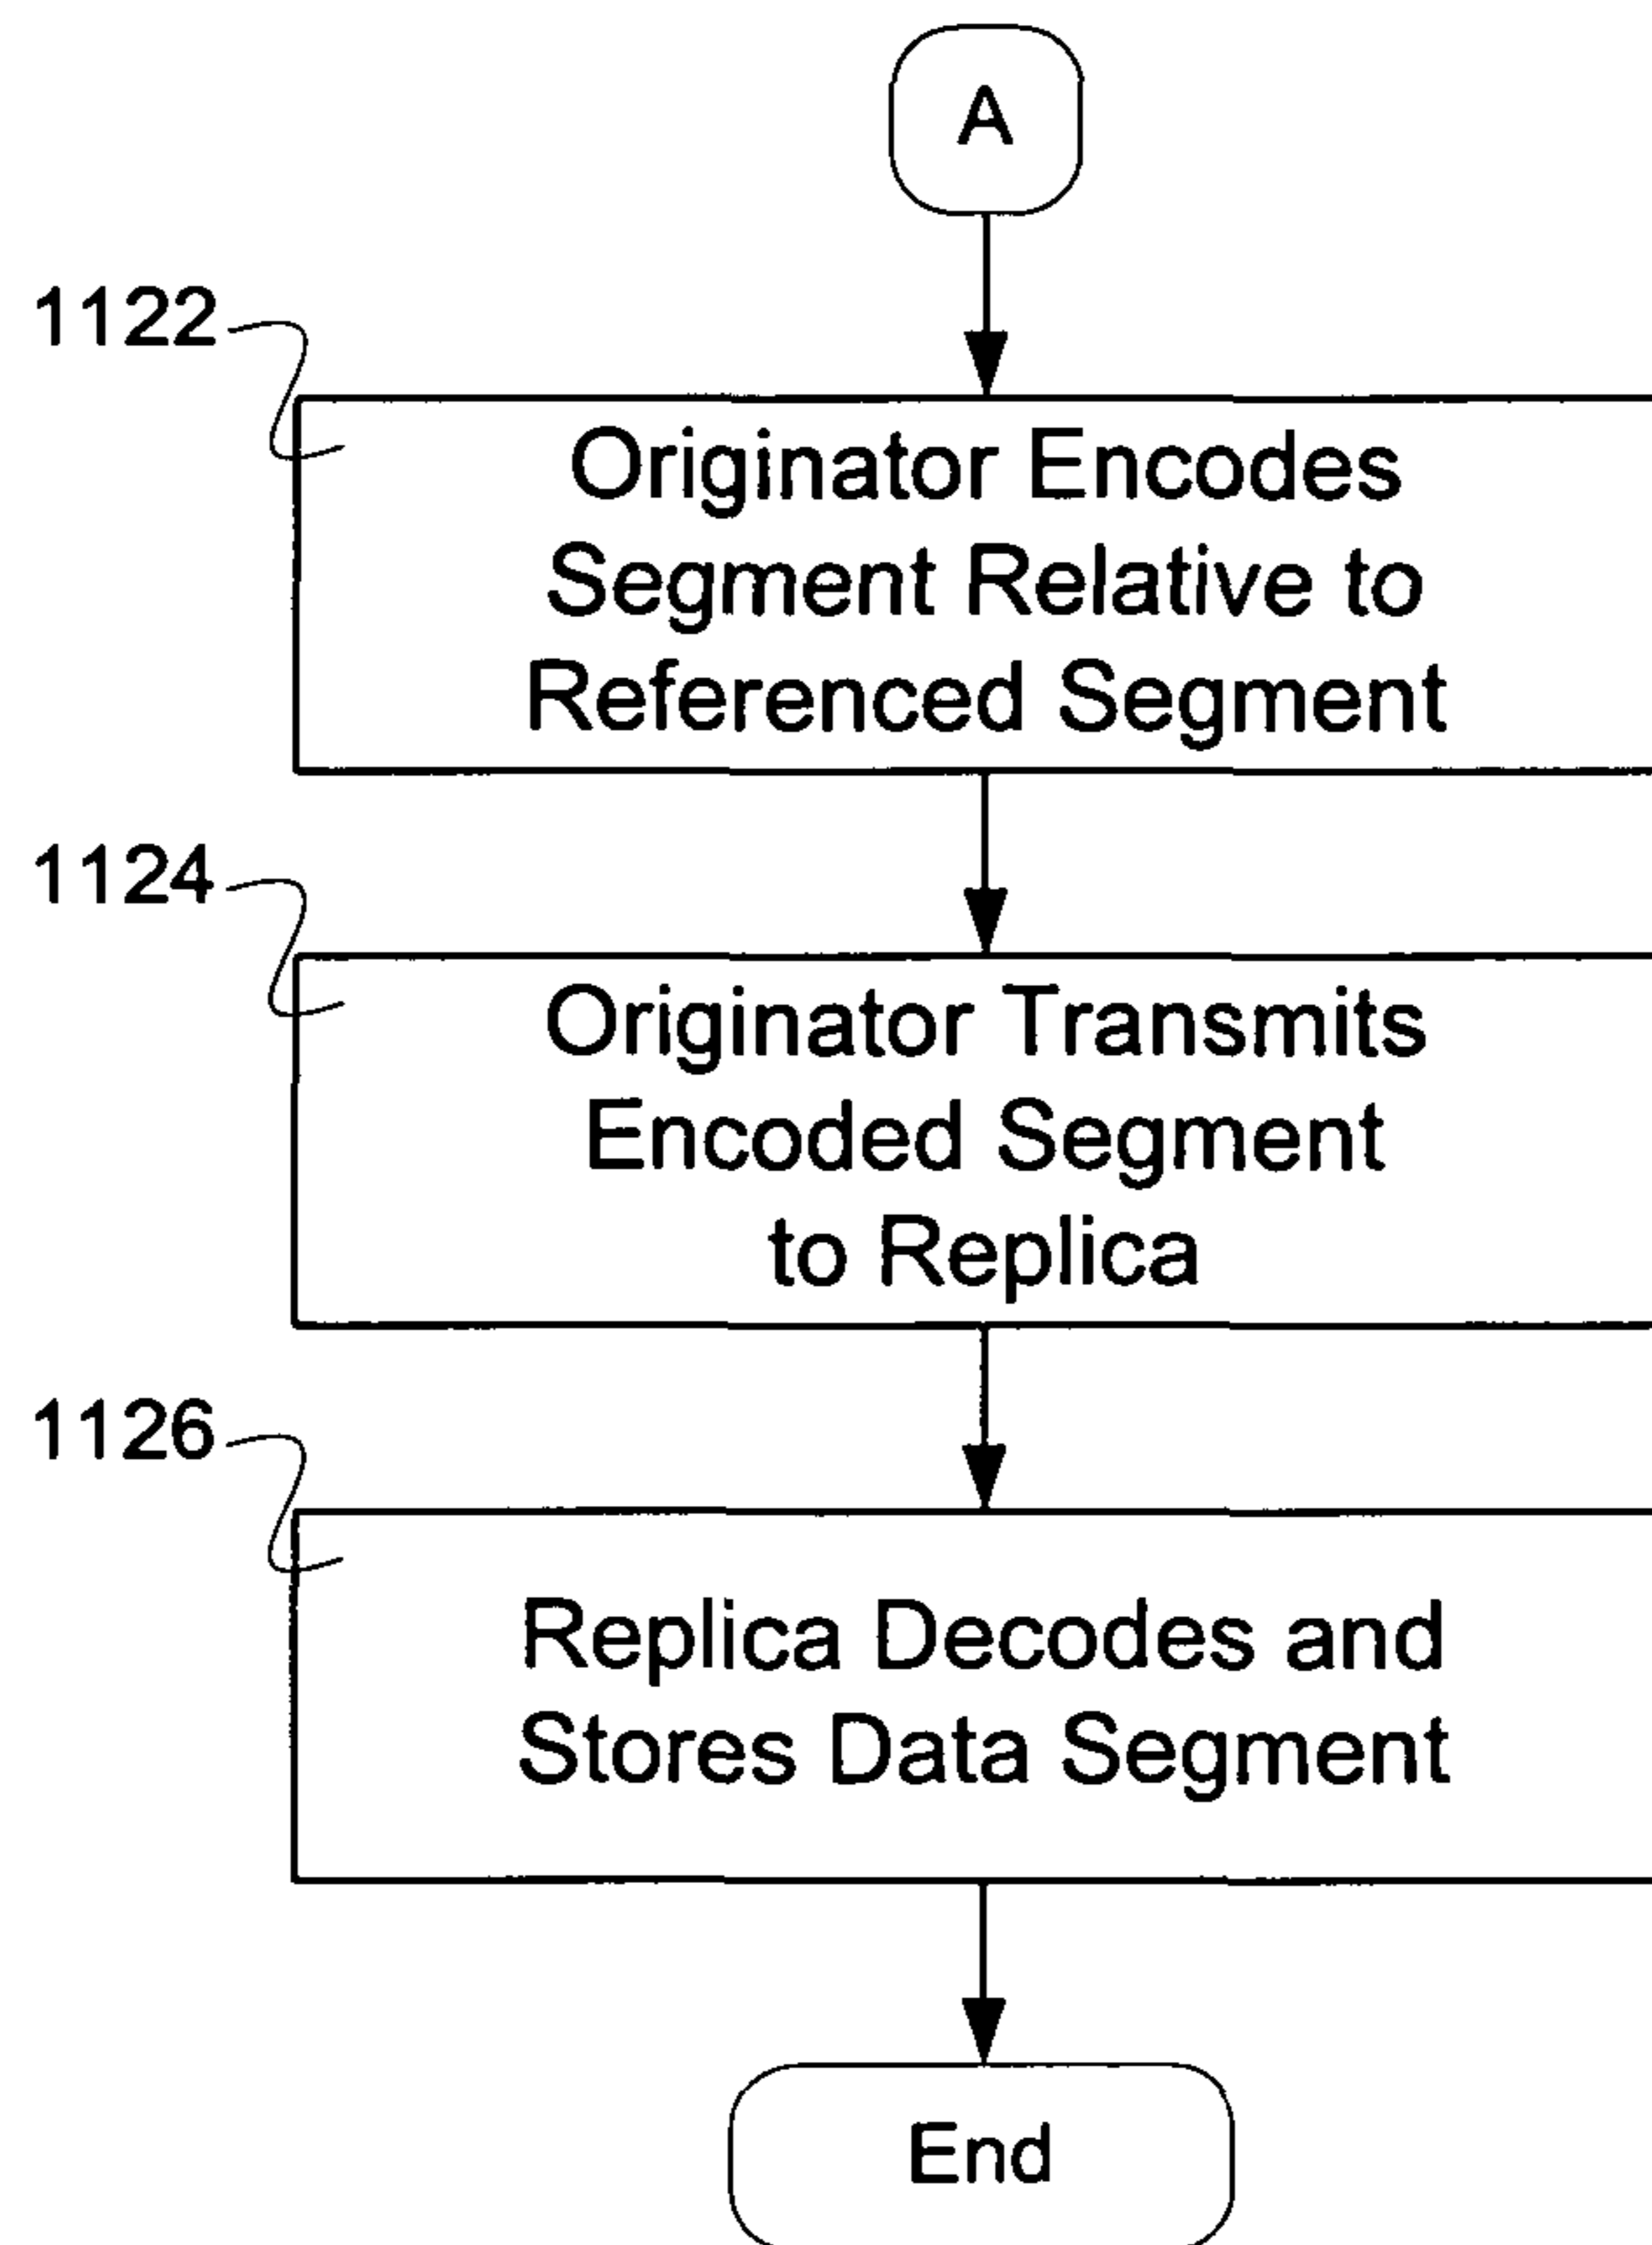 A
1122
Originator Encodes
Segment Relative to
Referenced Segment
1124
Originator Transmits
Encoded Segment
to Replica
1126
Replica Decodes and
Stores Data Segment
End